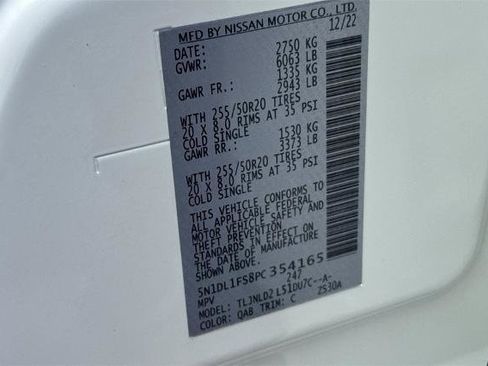 MFD BY NISSAN MOTOR CO., LTD.
DATE: 12/22
GVWR: 2750 KG
6063 LB
GAWR FR.: 1335 KG
2943 LB
WITH 255/50R20 TIRES
20 X 8.0 RIMS AT 35 PSI
COLD SINGLE
GAWR RR.: 1530 KG
3373 LB
WITH 255/50R20 TIRES
20 X 8.0 RIMS AT 35 PSI
COLD SINGLE
THIS VEHICLE CONFORMS TO
ALL APPLICABLE FEDERAL
MOTOR VEHICLE SAFETY AND
THEFT PREVENTION
STANDARDS IN EFFECT ON
THE DATE OF MANUFACTURE
SHOWN ABOVE.
5N1DL1FS8PC354165
MPV 247
MODEL: TLJNLD2 L51DU7C--A-
COLOR: QAB TRIM: C 2530A